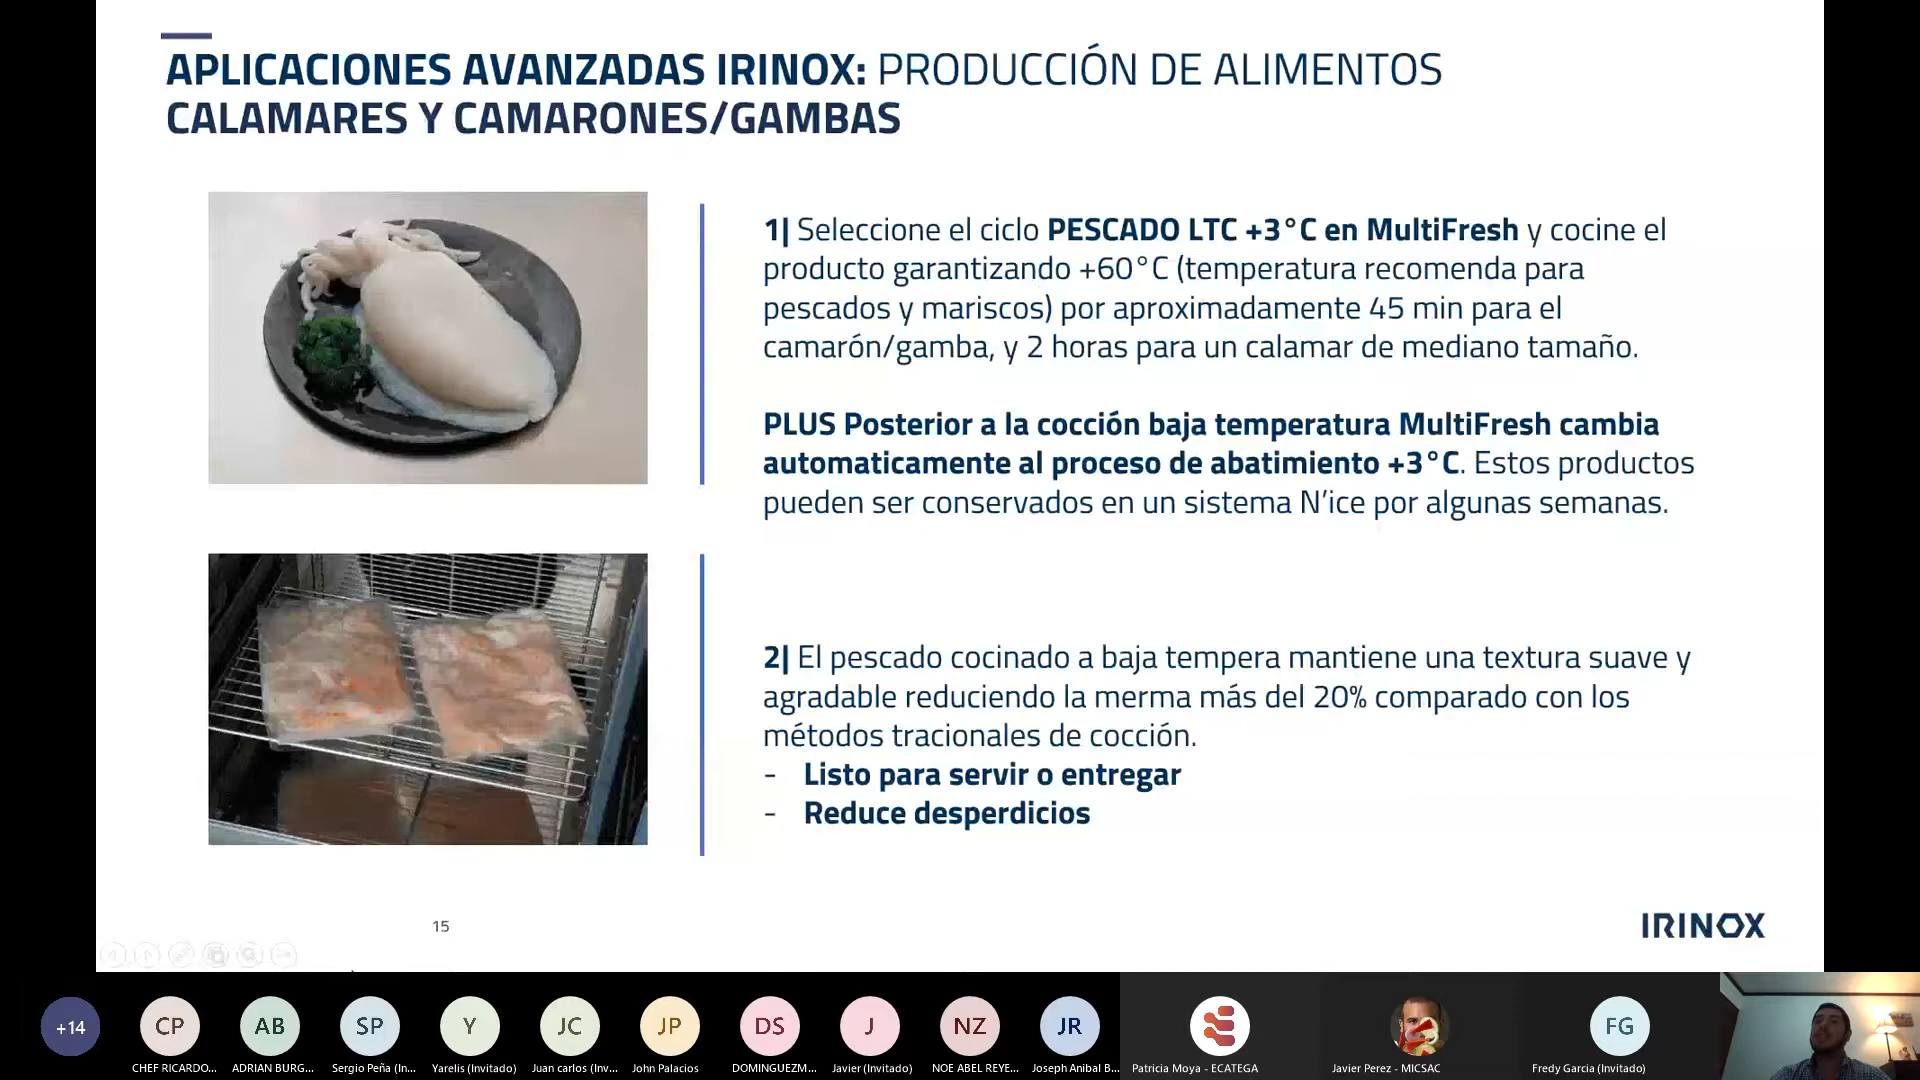 APLICACIONES AVANZADAS IRINOX: PRODUCCIÓN DE ALIMENTOS
CALAMARES Y CAMARONES/GAMBAS
1| Seleccione el ciclo PESCADO LTC +3°C en MultiFresh y cocine el
producto garantizando +60°C (temperatura recomenda para
pescados y mariscos) por aproximadamente 45 min para el
camarón/gamba, y 2 horas para un calamar de mediano tamaño.
PLUS Posterior a la cocción baja temperatura MultiFresh cambia
automaticamente al proceso de abatimiento +3°C. Estos productos
pueden ser conservados en un sistema N’ice por algunas semanas.
2| El pescado cocinado a baja tempera mantiene una textura suave y
agradable reduciendo la merma más del 20% comparado con los
métodos tracionales de cocción.
- Listo para servir o entregar
- Reduce desperdicios
15
IRINOX
+14
CP
AB
SP
Y
JC
JP
DS
J
NZ
JR
FG
CHEF RICARDO...
ADRIAN BURG...
Sergio Peña (In...
Yarelis (Invitado)
Juan carlos (Inv...
John Palacios
DOMINGUEZM...
Javier (Invitado)
NOE ABEL REYE...
Joseph Anibal B...
Patricia Moya - ECATEGA
Javier Perez - MICSAC
Fredy Garcia (Invitado)